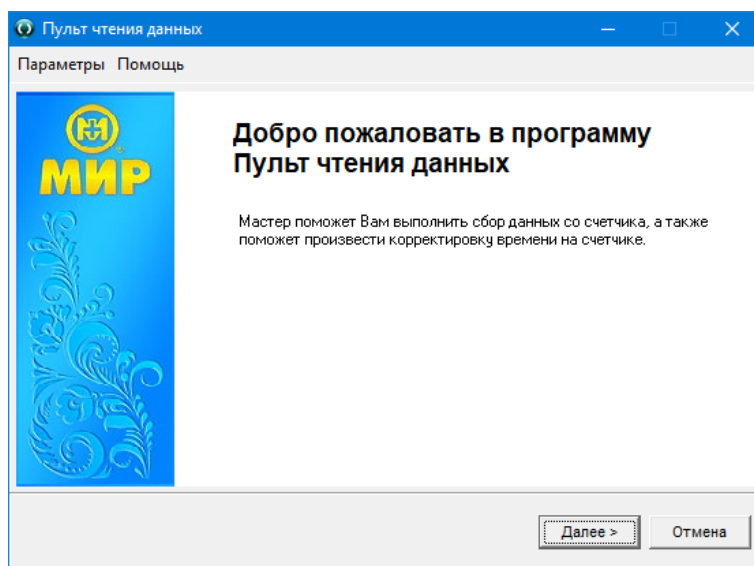 Пульт чтения данных
Параметры Помощь
МИР
Добро пожаловать в программу
Пульт чтения данных
Мастер поможет Вам выполнить сбор данных со счетчика, а также
поможет произвести корректировку времени на счетчике.
Далее > Отмена